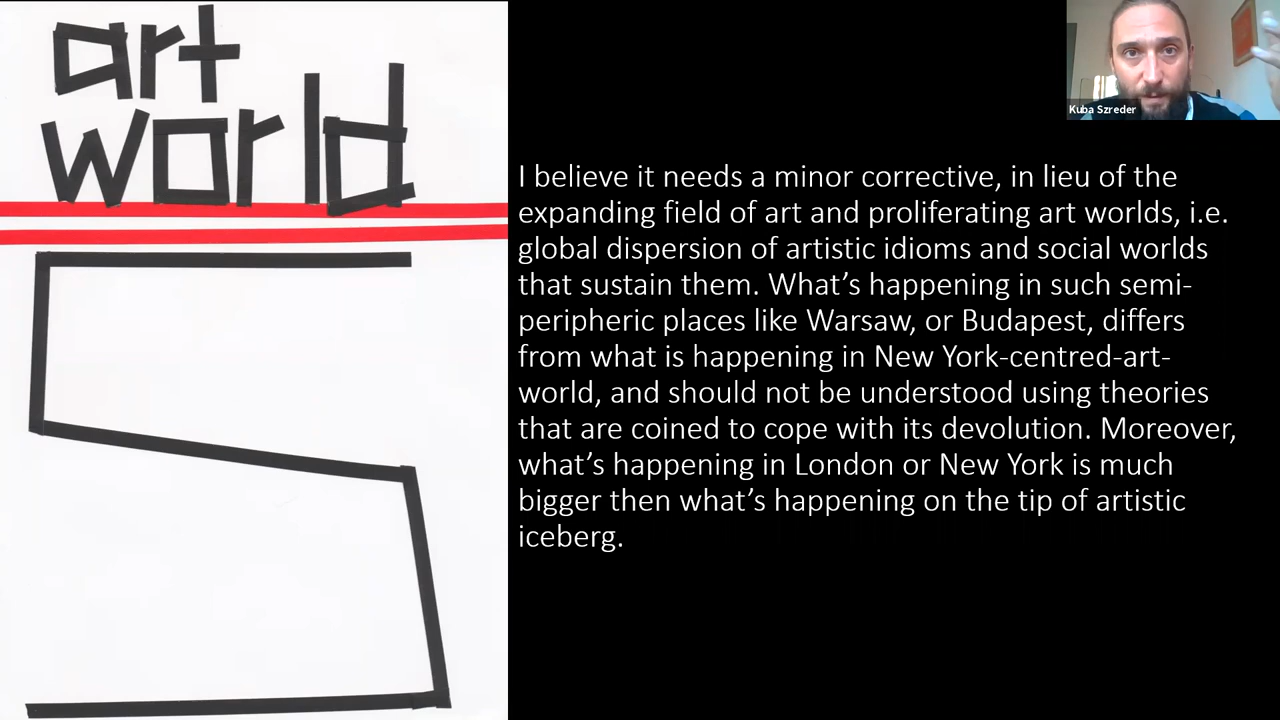 art
world
S
Kuba Szreder
I believe it needs a minor corrective, in lieu of the
expanding field of art and proliferating art worlds, i.e.
global dispersion of artistic idioms and social worlds
that sustain them. What’s happening in such semi-
peripheric places like Warsaw, or Budapest, differs
from what is happening in New York-centred-art-
world, and should not be understood using theories
that are coined to cope with its devolution. Moreover,
what’s happening in London or New York is much
bigger then what’s happening on the tip of artistic
iceberg.